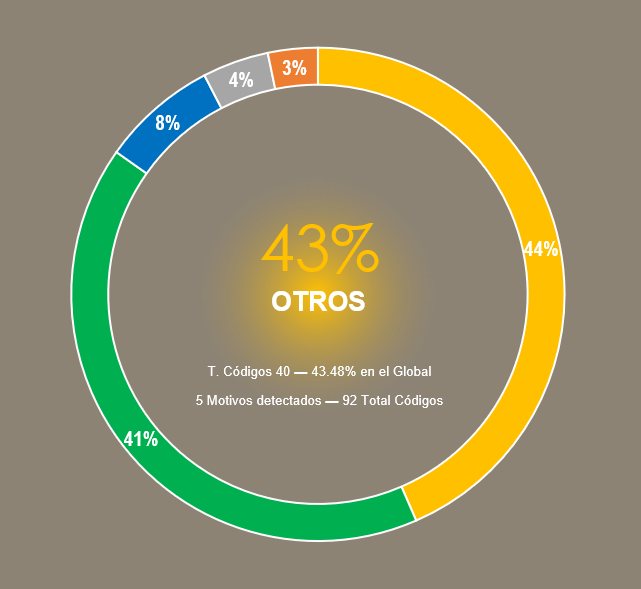 3%
4%
8%
44%
43%
OTROS
T. Códigos 40 — 43.48% en el Global
5 Motivos detectados — 92 Total Códigos
41%